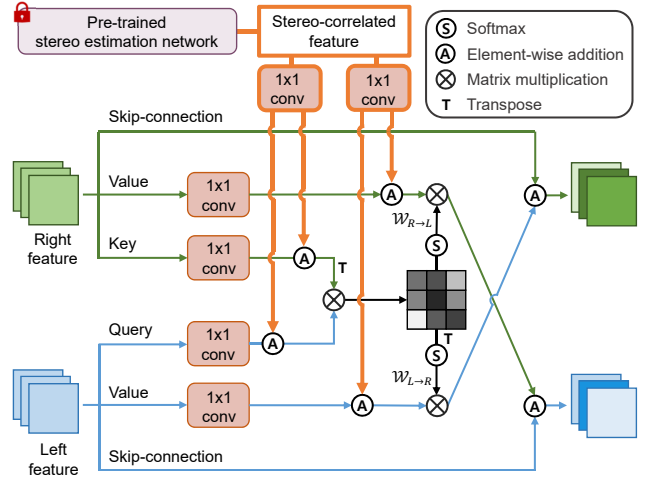 Pre-trained
stereo estimation network
Stereo-correlated
feature
S Softmax
A Element-wise addition
Matrix multiplication
T Transpose
1x1
conv
1x1
conv
Skip-connection
Value
1x1
conv
A
A
Right
feature
Key
1x1
conv
A
T
𝒲R→L
S
Query
1x1
conv
A
T
S
𝒲L→R
Value
1x1
conv
A
A
Left
feature
Skip-connection